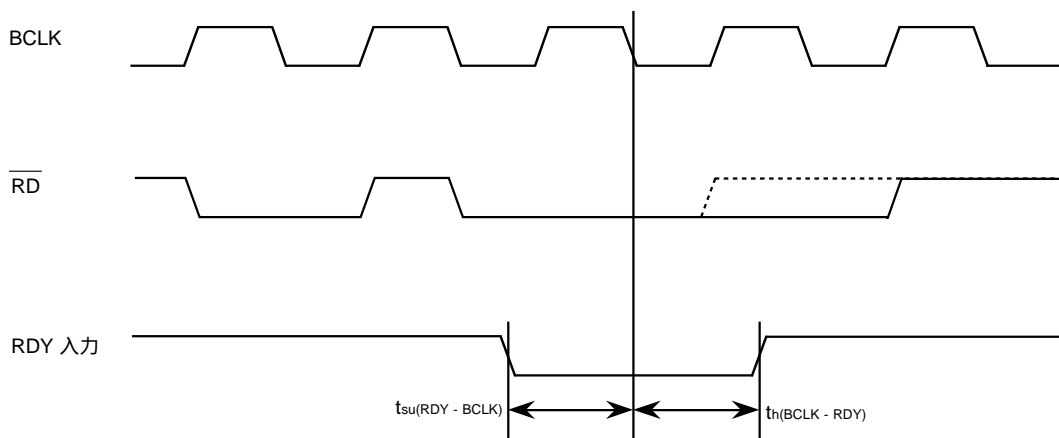 BCLK
RD
RDY 入力
tsu(RDY - BCLK)
th(BCLK - RDY)